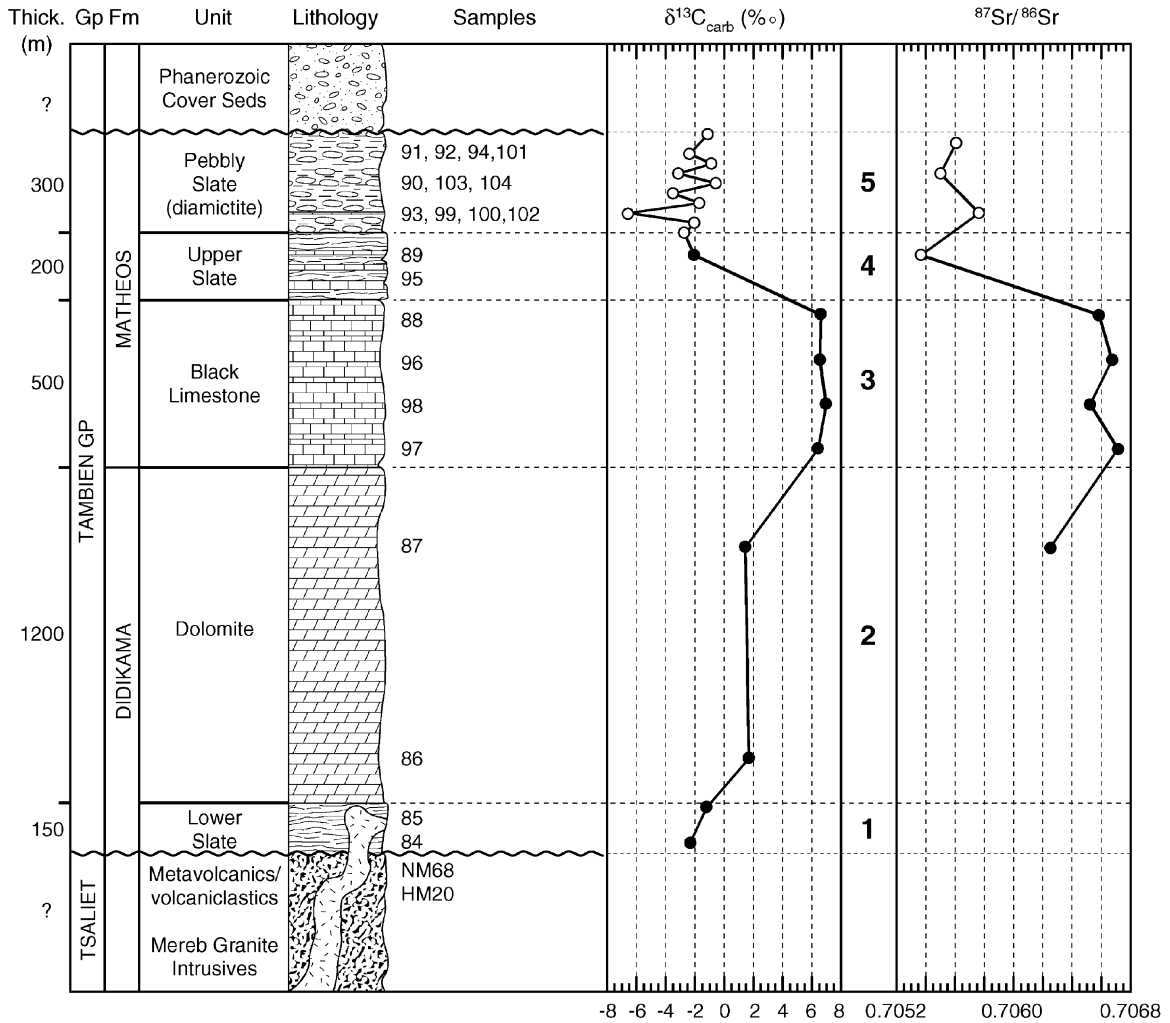 Thick. Gp Fm Unit Lithology Samples δ13Ccarb (%∘) 87Sr/86Sr
(m)
?
Phanerozoic
Cover Seds
300
Pebbly
Slate
(diamictite)
91, 92, 94,101
90, 103, 104
93, 99, 100,102
5
200
Upper
Slate
89
95
4
MATHEOS
500
Black
Limestone
88
96
98
97
3
TAMBIEN GP
DIDIKAMA
1200
Dolomite
87
86
2
150
Lower
Slate
85
84
1
TSALIET
?
Metavolcanics/
volcaniclastics
NM68
HM20
Mereb Granite
Intrusives
-8 -6 -4 -2 0 2 4 6 8 0.7052 0.7060 0.7068